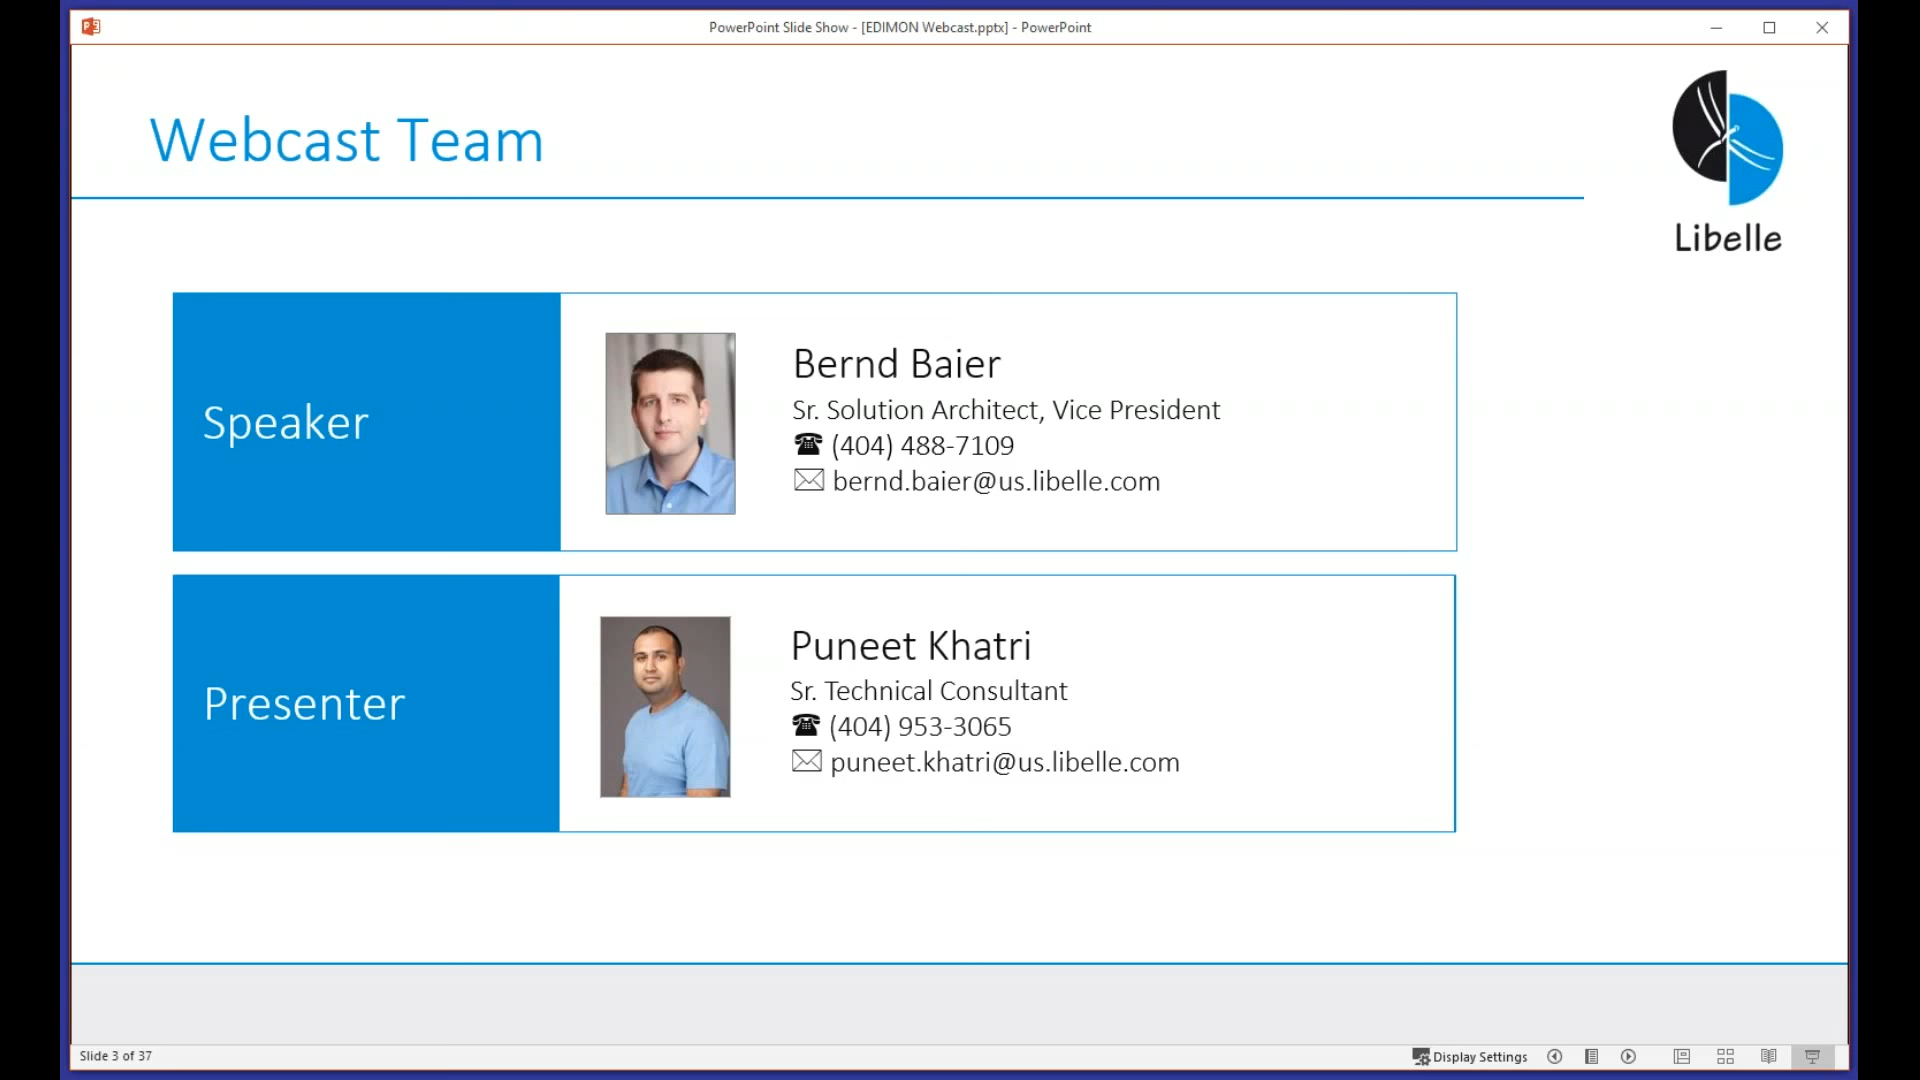 PowerPoint Slide Show - [EDIMON Webcast.pptx] - PowerPoint
Webcast Team
Libelle
Speaker
Bernd Baier
Sr. Solution Architect, Vice President
(404) 488-7109
bernd.baier@us.libelle.com
Presenter
Puneet Khatri
Sr. Technical Consultant
(404) 953-3065
puneet.khatri@us.libelle.com
Slide 3 of 37
Display Settings